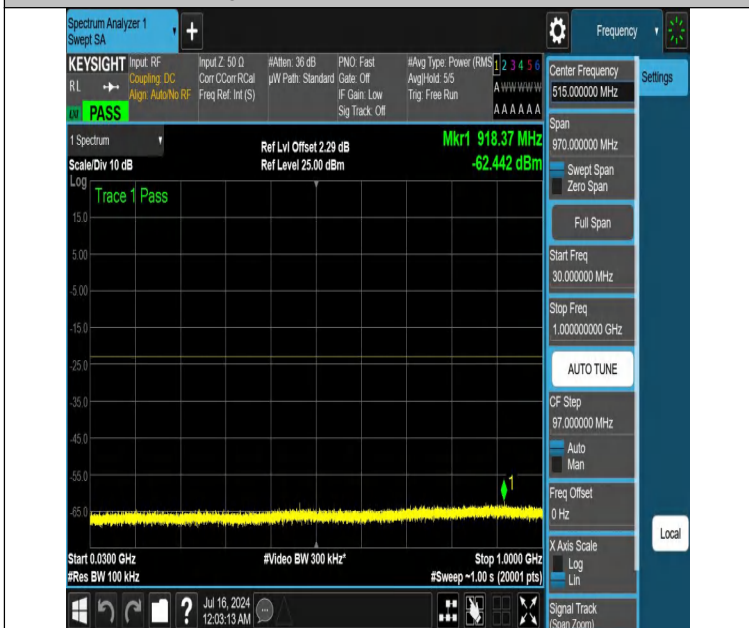 Spectrum Analyzer 1
Swept SA
+
Frequency
KEYSIGHT
RL
PASS
Input: RF
Coupling: DC
Align: Auto/No RF
Input Z: 50 Ω
Corr CCorr RCal
Freq Ref: Int (S)
#Atten: 36 dB
µW Path: Standard
PNO: Fast
Gate: Off
IF Gain: Low
Sig Track: Off
#Avg Type: Power (RMS
Avg|Hold: 5/5
Trig: Free Run
1 2 3 4 5 6
A W W W W W
A A A A A A
1 Spectrum
Scale/Div 10 dB
Ref Lvl Offset 2.29 dB
Ref Level 25.00 dBm
Mkr1 918.37 MHz
-62.442 dBm
Log
Trace 1 Pass
15.0
5.00
-5.00
-15.0
-25.0
-35.0
-45.0
-55.0
-65.0
1
Start 0.0300 GHz
#Res BW 100 kHz
#Video BW 300 kHz*
Stop 1.0000 GHz
#Sweep ~1.00 s (20001 pts)
?
Jul 16, 2024
12:03:13 AM
Center Frequency
515.000000 MHz
Settings
Span
970.000000 MHz
Swept Span
Zero Span
Full Span
Start Freq
30.000000 MHz
Stop Freq
1.000000000 GHz
AUTO TUNE
CF Step
97.000000 MHz
Auto
Man
Freq Offset
0 Hz
Local
X Axis Scale
Log
Lin
Signal Track
(Span Zoom)